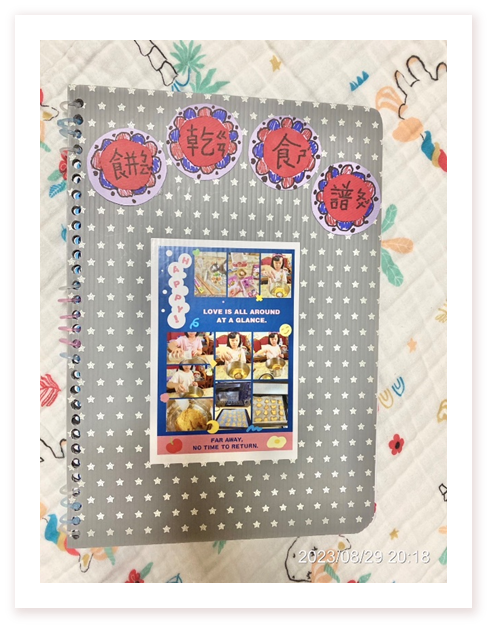 餅乾食譜
HAPPY!
LOVE IS ALL AROUND
AT A GLANCE.
FAR AWAY,
NO TIME TO RETURN.
2023/08/29 20:18